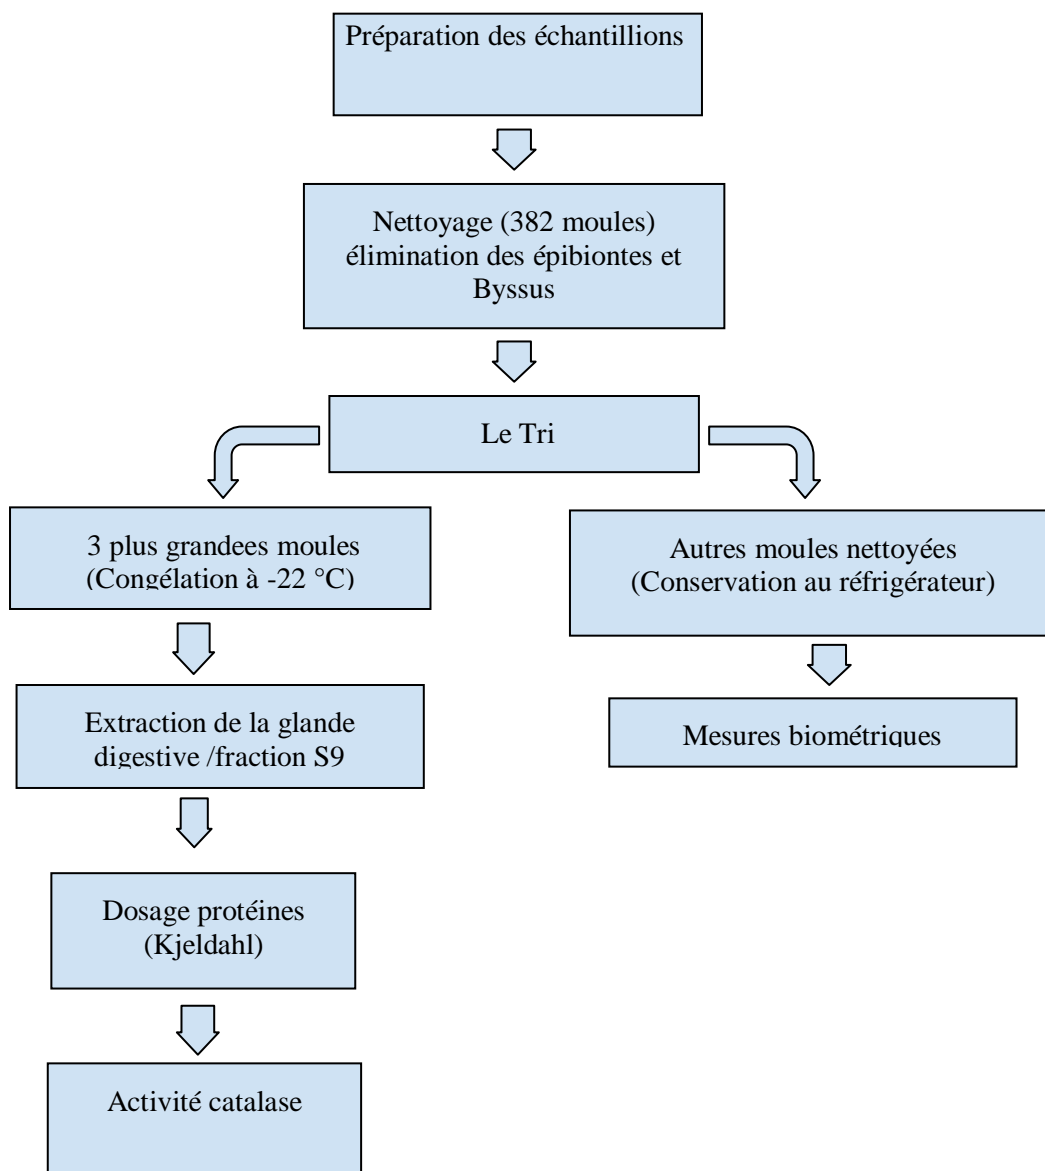 Préparation des échantillions
Nettoyage (382 moules)
élimination des épibiontes et
Byssus
Le Tri
3 plus grandees moules
(Congélation à -22 °C)
Autres moules nettoyées
(Conservation au réfrigérateur)
Extraction de la glande
digestive /fraction S9
Mesures biométriques
Dosage protéines
(Kjeldahl)
Activité catalase